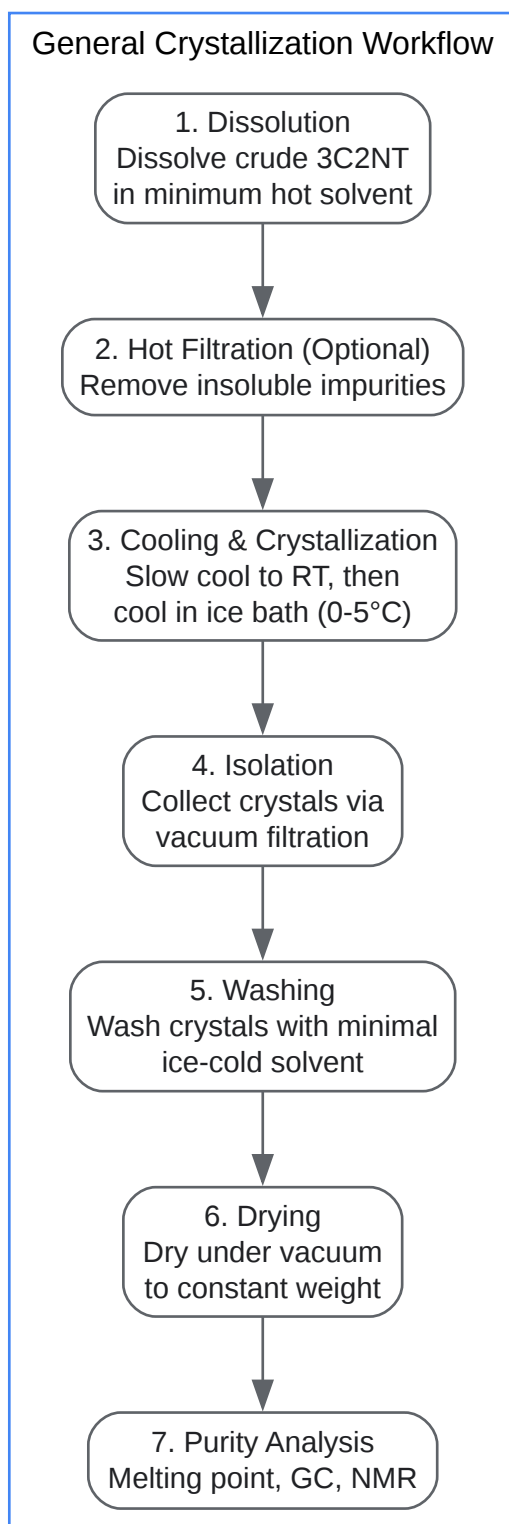 General Crystallization Workflow
1. Dissolution
Dissolve crude 3C2NT
in minimum hot solvent
2. Hot Filtration (Optional)
Remove insoluble impurities
3. Cooling & Crystallization
Slow cool to RT, then
cool in ice bath (0-5°C)
4. Isolation
Collect crystals via
vacuum filtration
5. Washing
Wash crystals with minimal
ice-cold solvent
6. Drying
Dry under vacuum
to constant weight
7. Purity Analysis
Melting point, GC, NMR